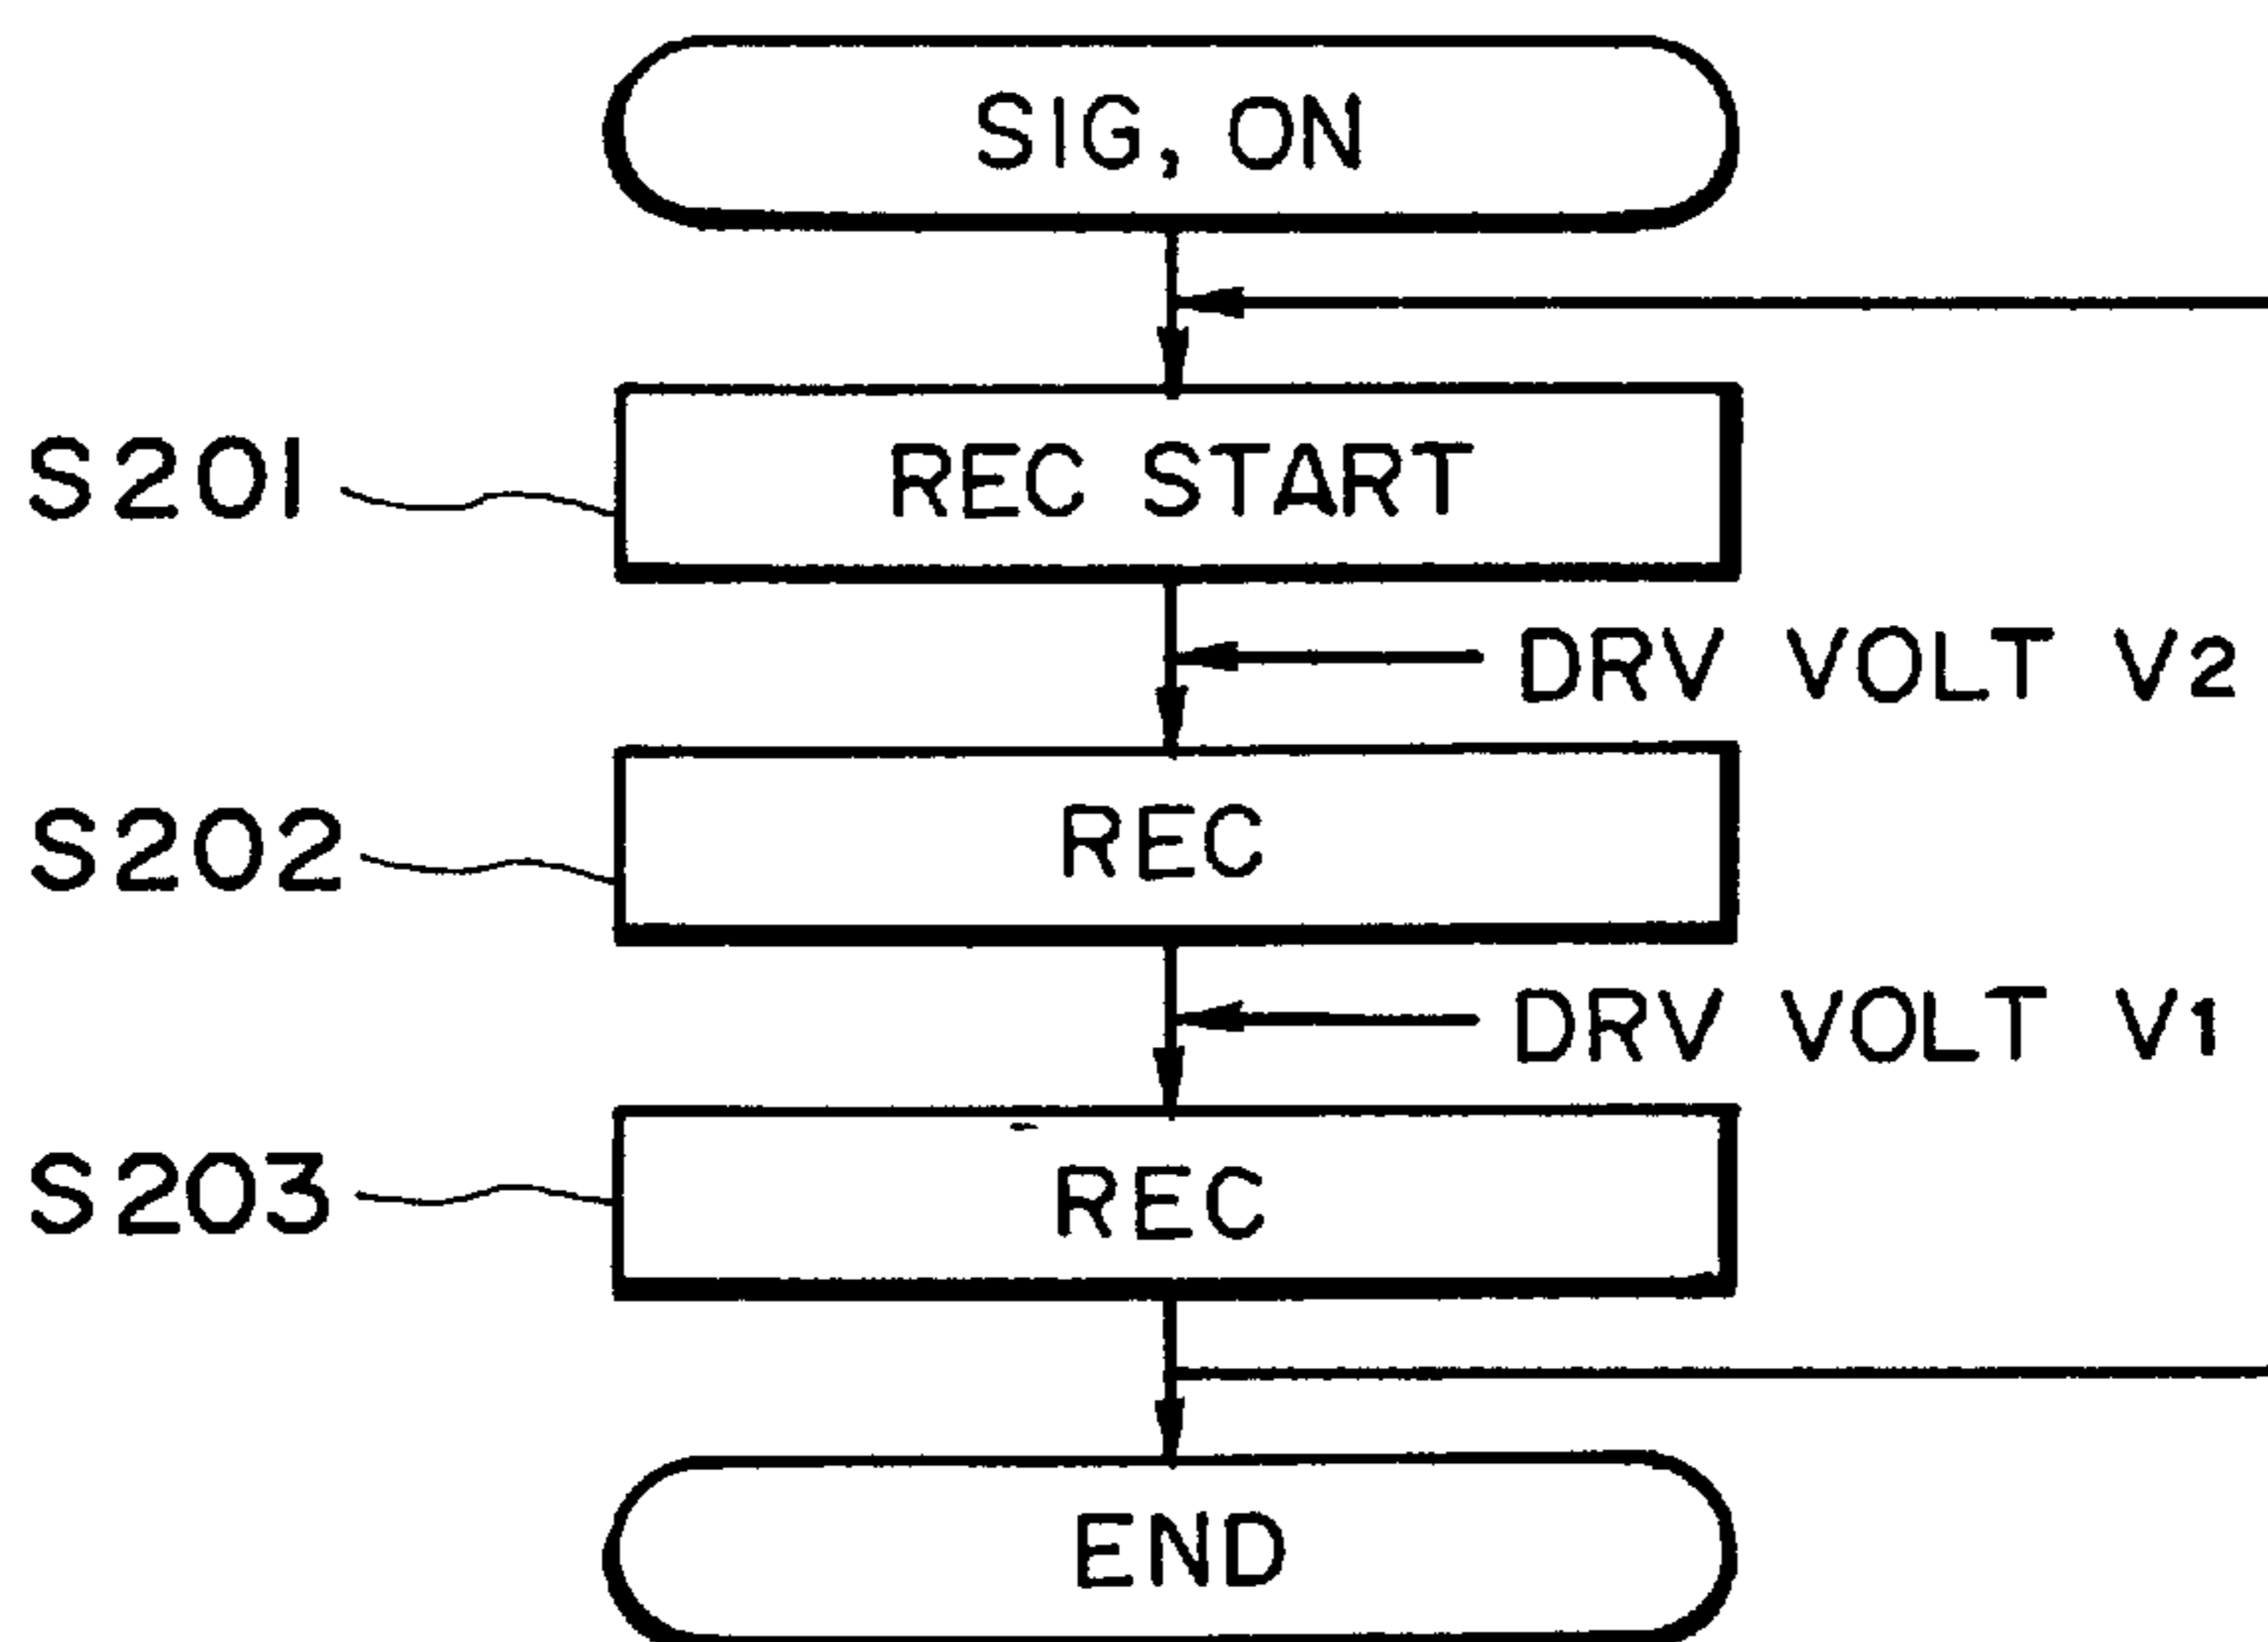 SIG, ON
S201 REC START
DRV VOLT V2
S202 REC
DRV VOLT V1
S203 REC
END